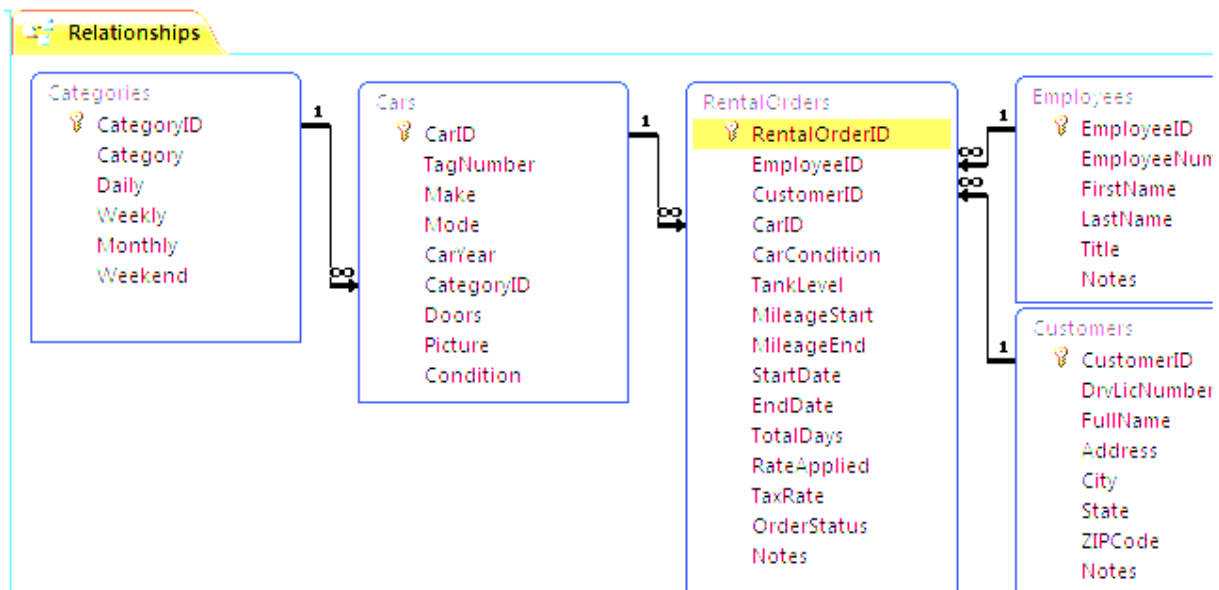 Relationships
Categories
CategoryID
Category
Daily
Weekly
Monthly
Weekend
1
∞
Cars
CarID
TagNumber
Make
Mode
CarYear
CategoryID
Doors
Picture
Condition
1
∞
RentalOrders
RentalOrderID
EmployeeID
CustomerID
CarID
CarCondition
TankLevel
MileageStart
MileageEnd
StartDate
EndDate
TotalDays
RateApplied
TaxRate
OrderStatus
Notes
∞
∞
1
1
Employees
EmployeeID
EmployeeNum
FirstName
LastName
Title
Notes
Customers
CustomerID
DrvLicNumber
FullName
Address
City
State
ZIPCode
Notes